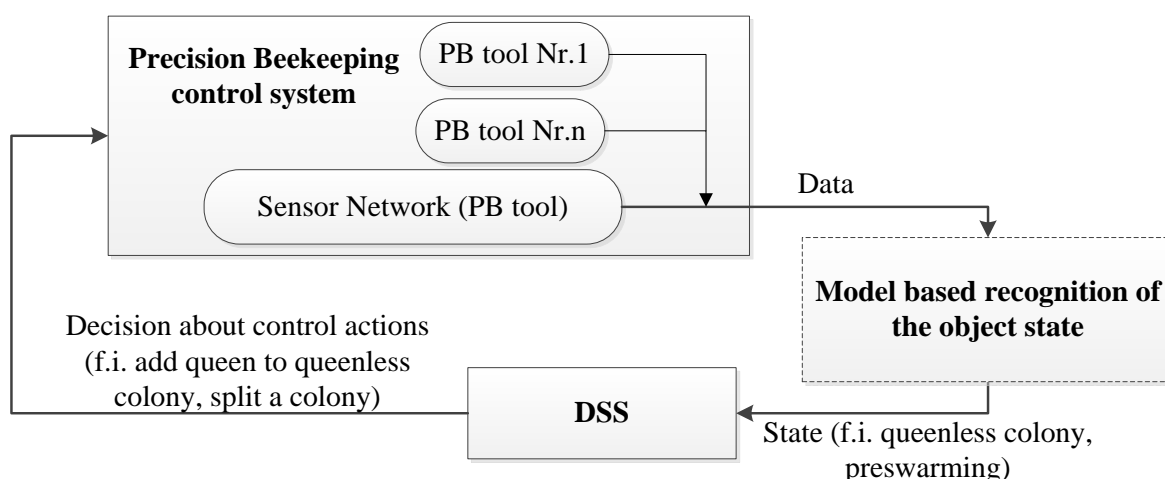 Precision Beekeeping
control system
PB tool Nr.1
PB tool Nr.n
Sensor Network (PB tool)
Data
Model based recognition of
the object state
State (f.i. queenless colony,
preswarming)
DSS
Decision about control actions
(f.i. add queen to queenless
colony, split a colony)